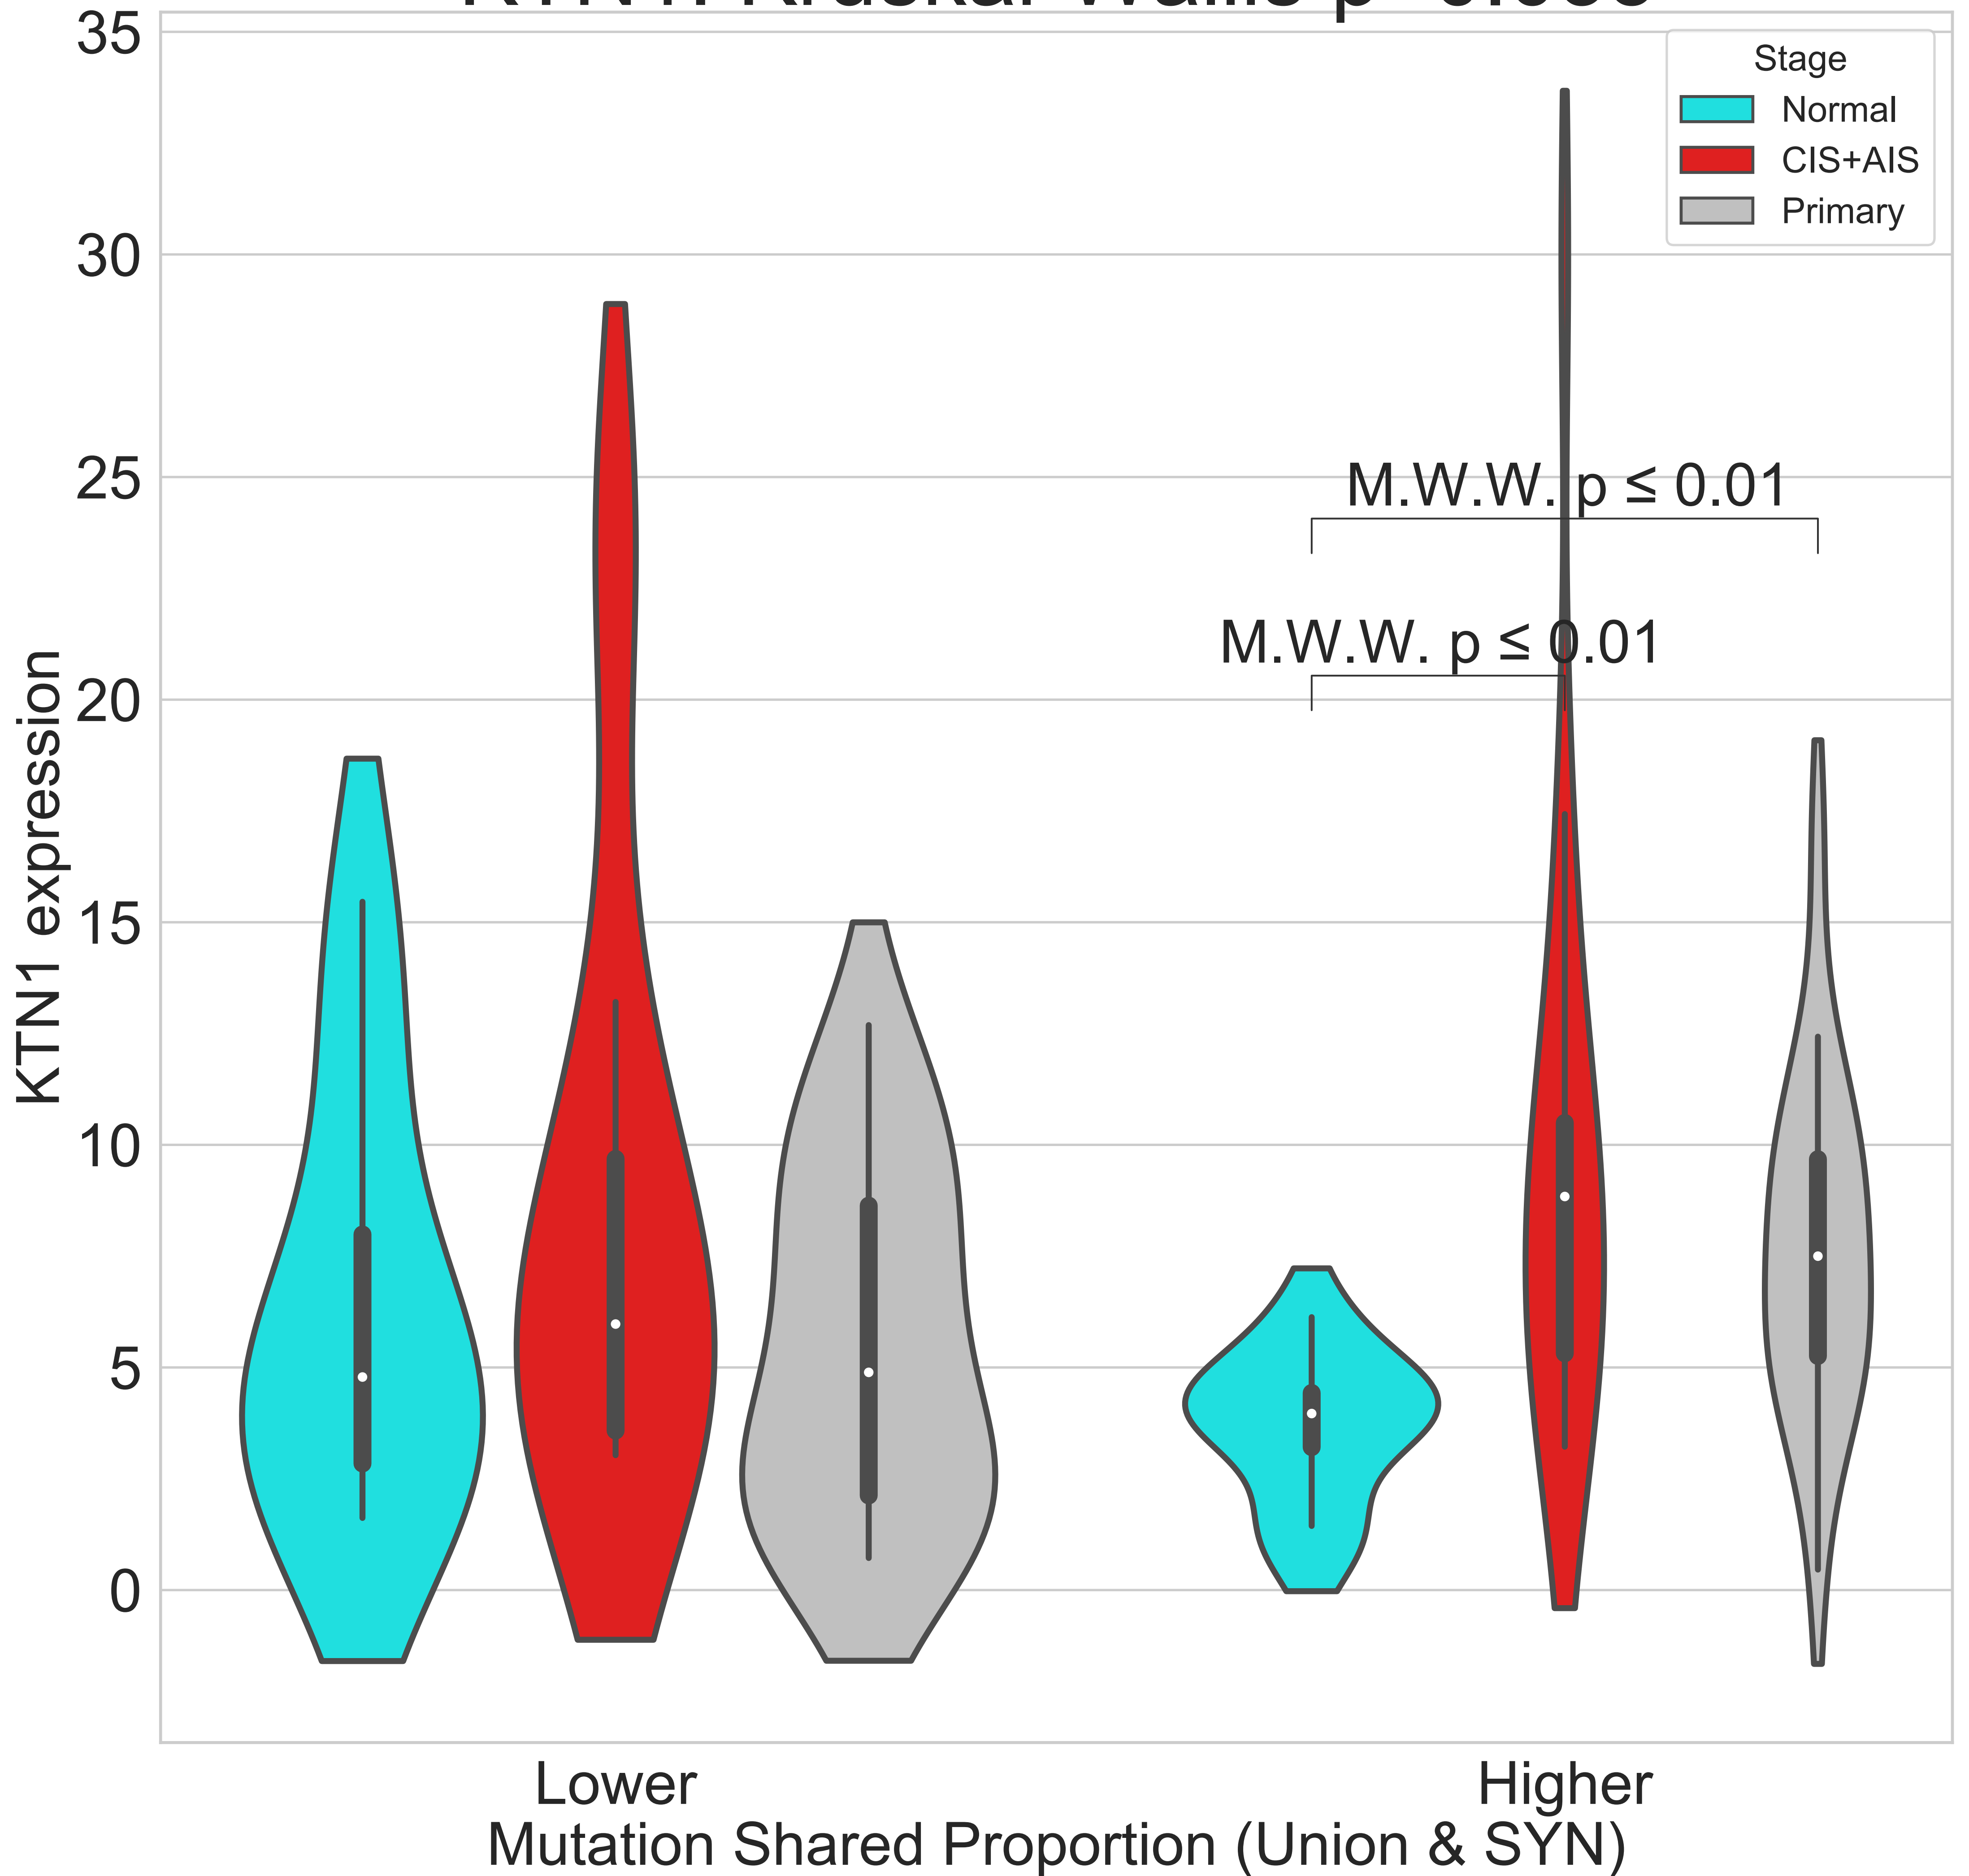 35
30
25
20
15
10
5
0
KTN1 expression
Stage
Normal
CIS+AIS
Primary
M.W.W. p ≤ 0.01
M.W.W. p ≤ 0.01
Lower
Higher
Mutation Shared Proportion (Union & SYN)